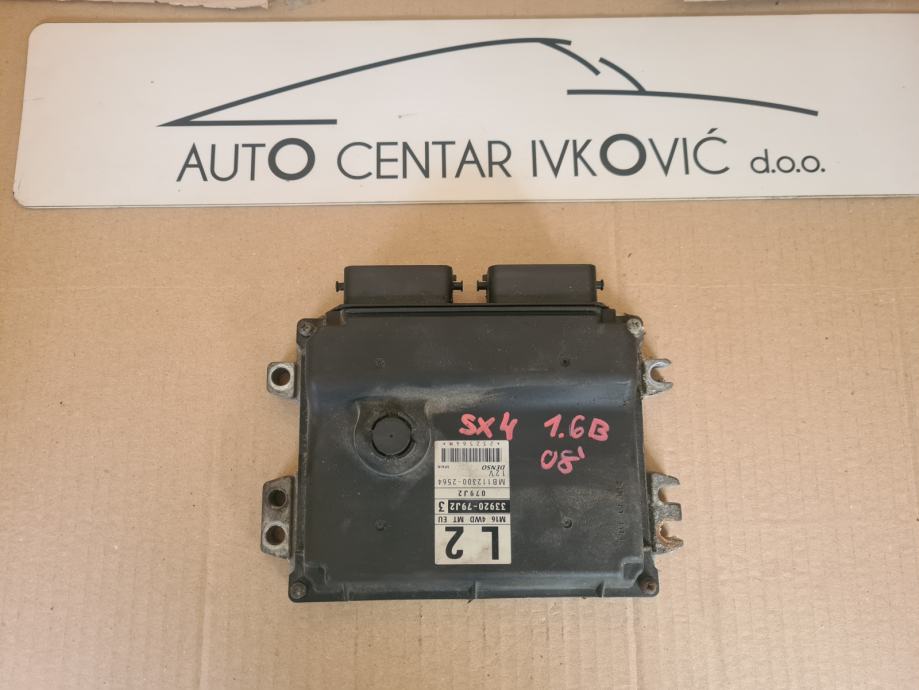 AUTO CENTAR IVKOVIĆ d.o.o.
SX4 1.6B
08'
L2
M16 4WD MT EU
33920-79J2 3
079J2
MB112300-2564
12V
DENSO